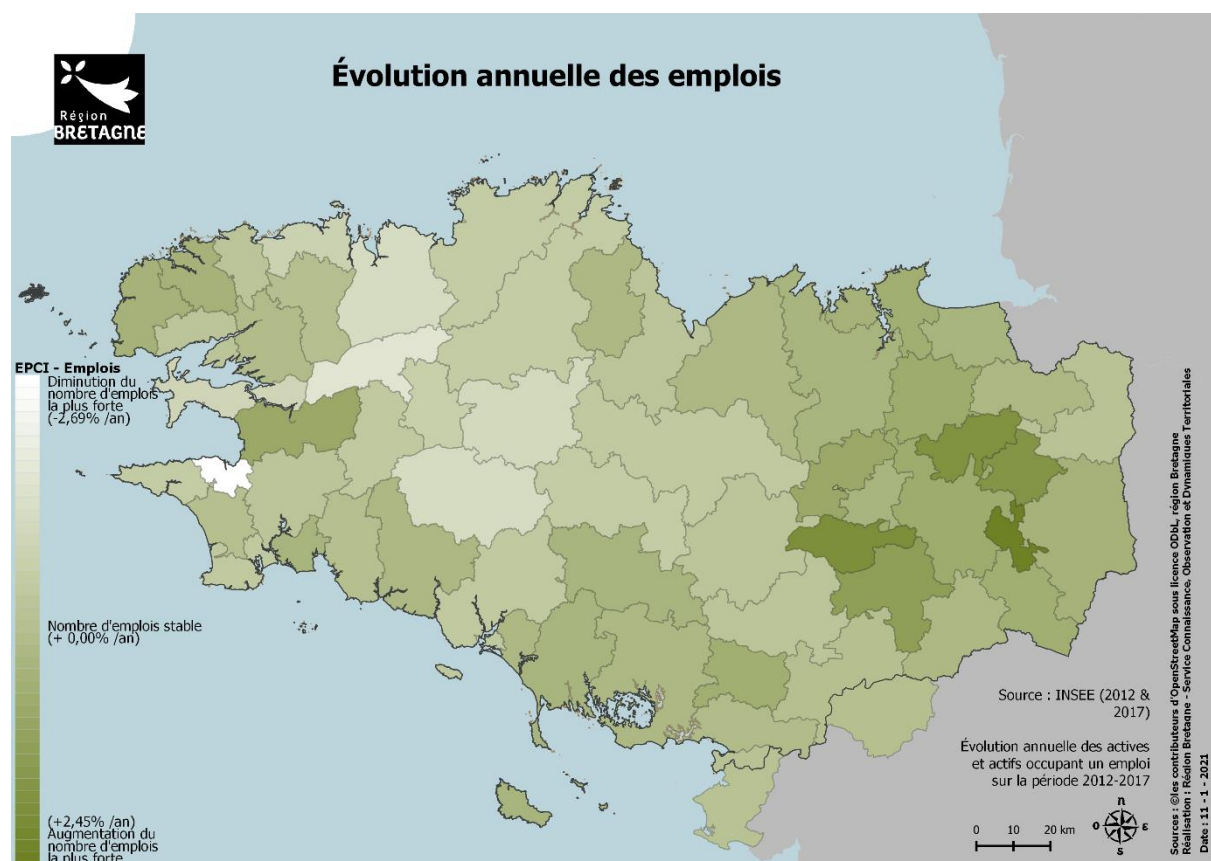 Évolution annuelle des emplois
Région
BRETAGNE
EPCI - Emplois
Diminution du
nombre d'emplois
la plus forte
(-2,69% /an)
Nombre d'emplois stable
(+ 0,00% /an)
(+2,45% /an)
Augmentation du
nombre d'emplois
la plus forte
Source : INSEE (2012 &
2017)
Évolution annuelle des actives
et actifs occupant un emploi
sur la période 2012-2017
n
o
ε
s
0 10 20 km
Sources : ©les contributeurs d'OpenStreetMap sous licence ODbL, région Bretagne
Réalisation : Région Bretagne - Service Connaissance, Observation et Dynamiques Territoriales
Date : 11 - 1 - 2021